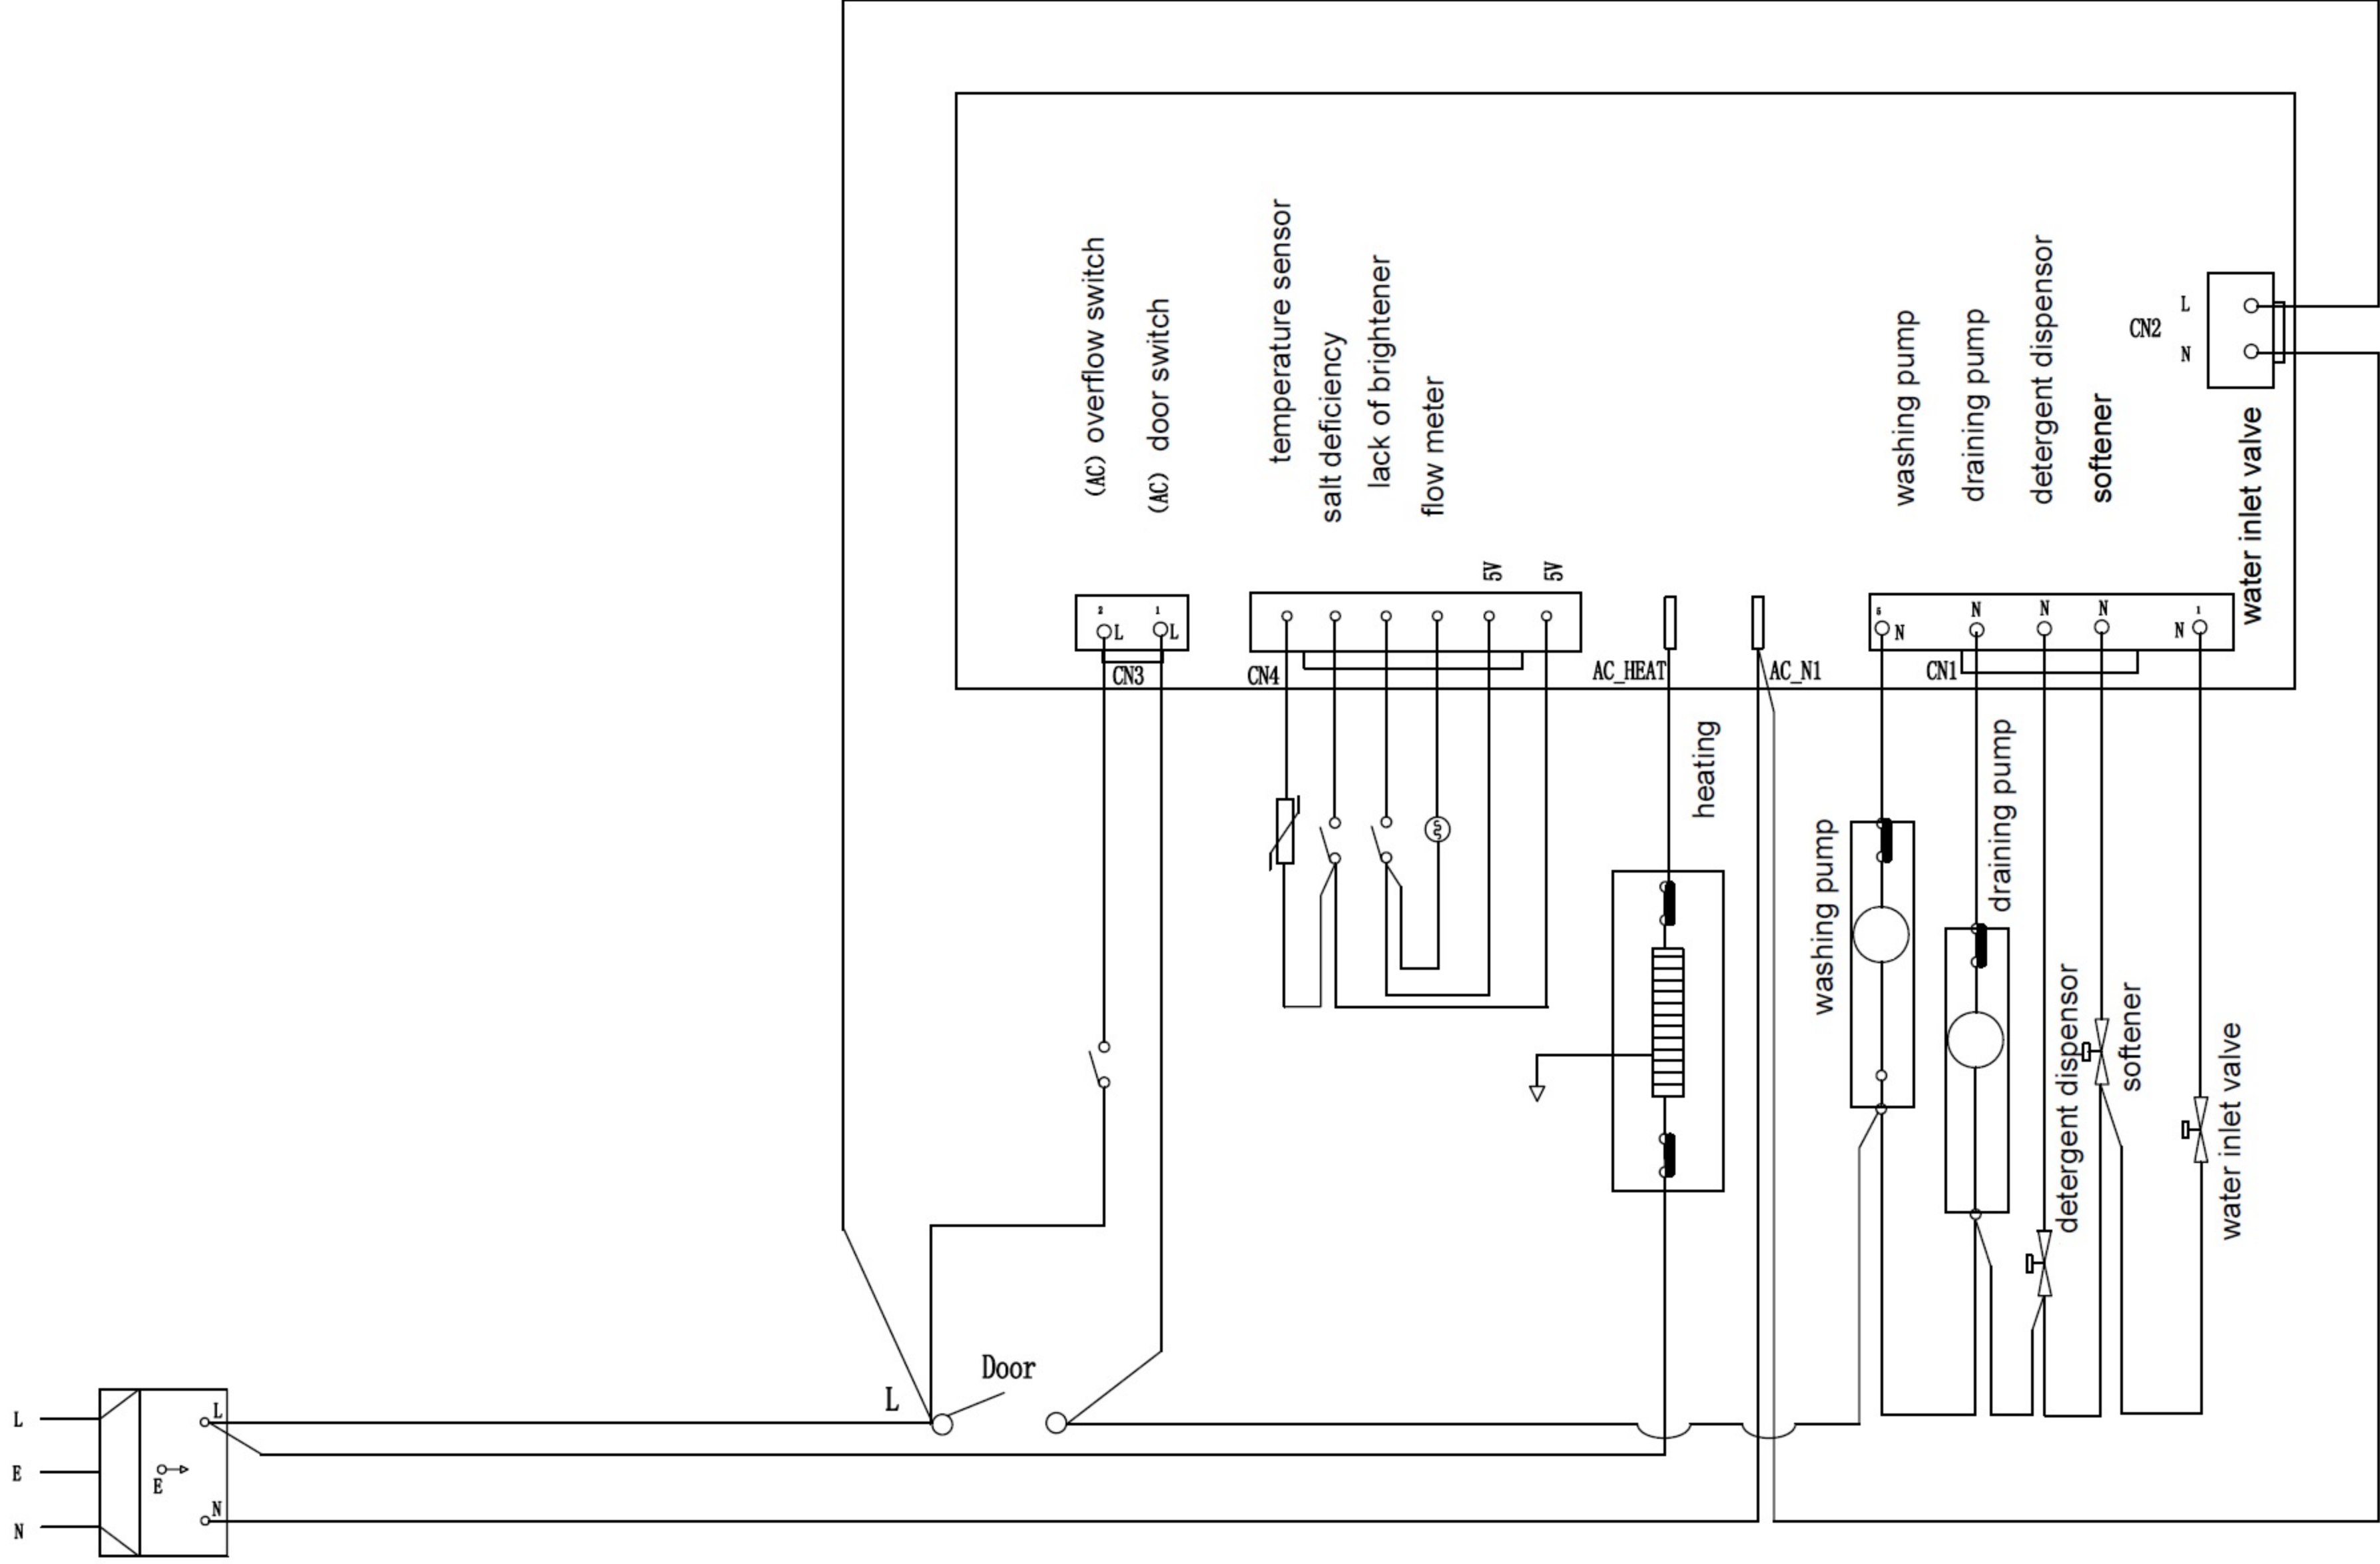 (AC) overflow switch
(AC) door switch
temperature sensor
salt deficiency
lack of brightener
flow meter
5V
5V
washing pump
draining pump
detergent dispensor
softener
water inlet valve
CN2
L
N
2
1
L
L
CN3
CN4
AC_HEAT
AC_N1
5
N
N
N
N
1
N
CN1
heating
washing pump
draining pump
detergent dispensor
softener
water inlet valve
Door
L
L
E
N
L
E
N